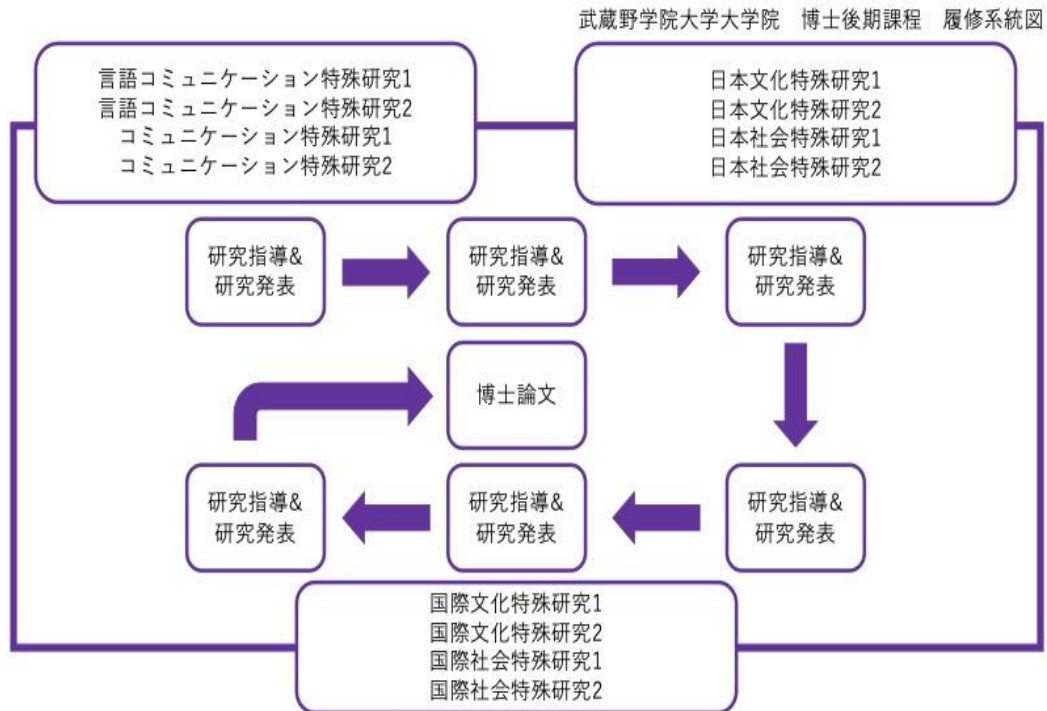 武蔵野学院大学大学院　博士後期課程　履修系統図
言語コミュニケーション特殊研究1
言語コミュニケーション特殊研究2
コミュニケーション特殊研究1
コミュニケーション特殊研究2
日本文化特殊研究1
日本文化特殊研究2
日本社会特殊研究1
日本社会特殊研究2
研究指導&
研究発表
研究指導&
研究発表
研究指導&
研究発表
博士論文
研究指導&
研究発表
研究指導&
研究発表
研究指導&
研究発表
国際文化特殊研究1
国際文化特殊研究2
国際社会特殊研究1
国際社会特殊研究2